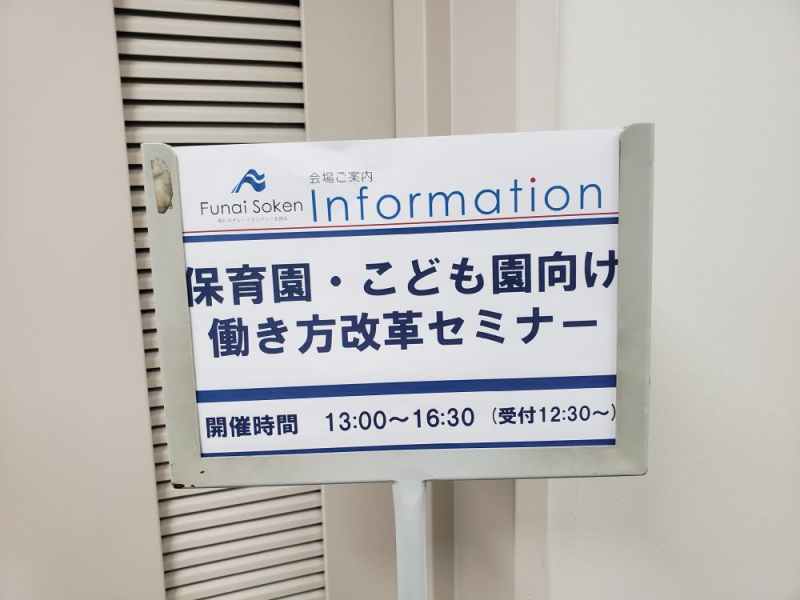 会場ご案内
Funai Soken
Information
保育園・こども園向け
働き方改革セミナー
開催時間 13:00～16:30 (受付12:30～)